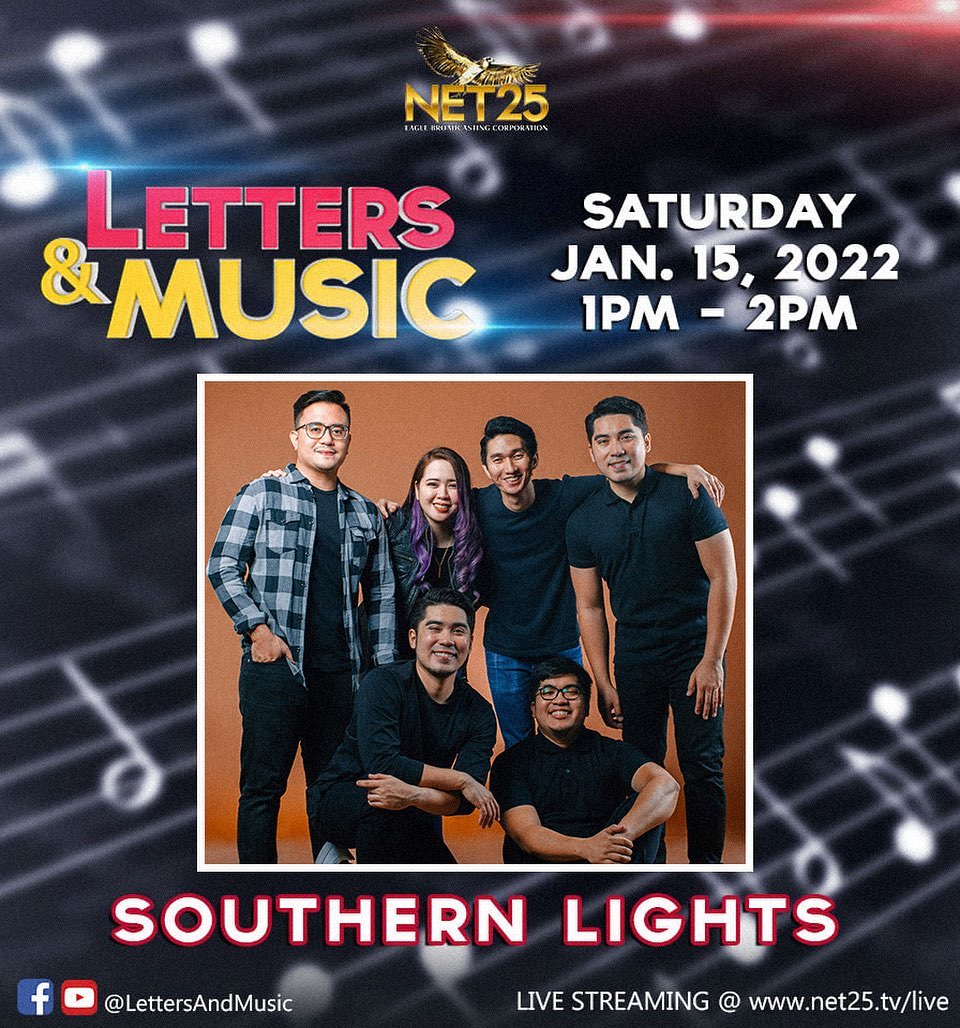 NET25
EAGLE BROADCASTING CORPORATION
LETTERS
& MUSIC
SATURDAY
JAN. 15, 2022
1PM - 2PM
SOUTHERN LIGHTS
@LettersAndMusic
LIVE STREAMING @ www.net25.tv/live